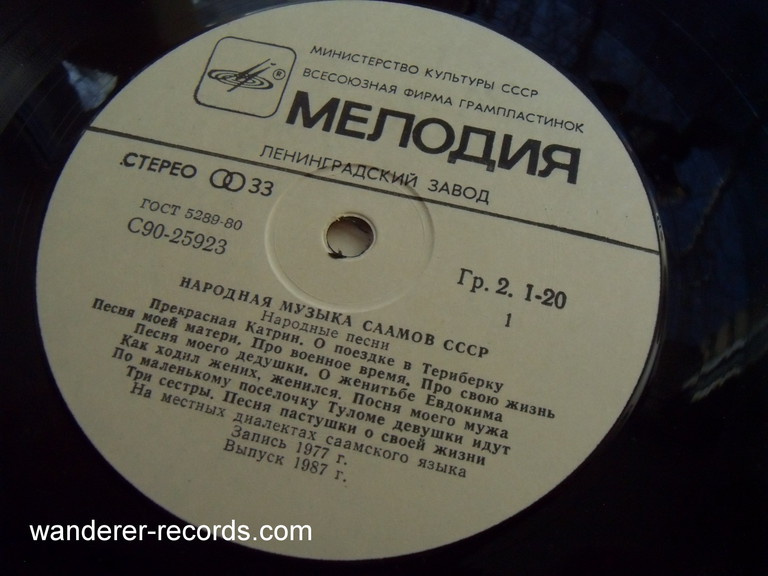 МИНИСТЕРСТВО КУЛЬТУРЫ СССР
ВСЕСОЮЗНАЯ ФИРМА ГРАМПЛАСТИНОК
®
МЕЛОДИЯ
ЛЕНИНГРАДСКИЙ ЗАВОД
.СТЕРЕО 33
ГОСТ 5289-80
С90-25923
Гр. 2. 1-20
1
НАРОДНАЯ МУЗЫКА СААМОВ СССР
Народные песни
Прекрасная Катрин. О поездке в Териберку
Песня моей матери. Про военное время. Про свою жизнь
Песня моего дедушки. О женитьбе Евдокима
Как ходил жених, женился. Посня моего мужа
По маленькому поселочку Туломе девушки идут
Три сестры. Песня пастушки о своей жизни
На местных диалектах саамского языка
Запись 1977 г.
Выпуск 1987 г.
wanderer-records.com